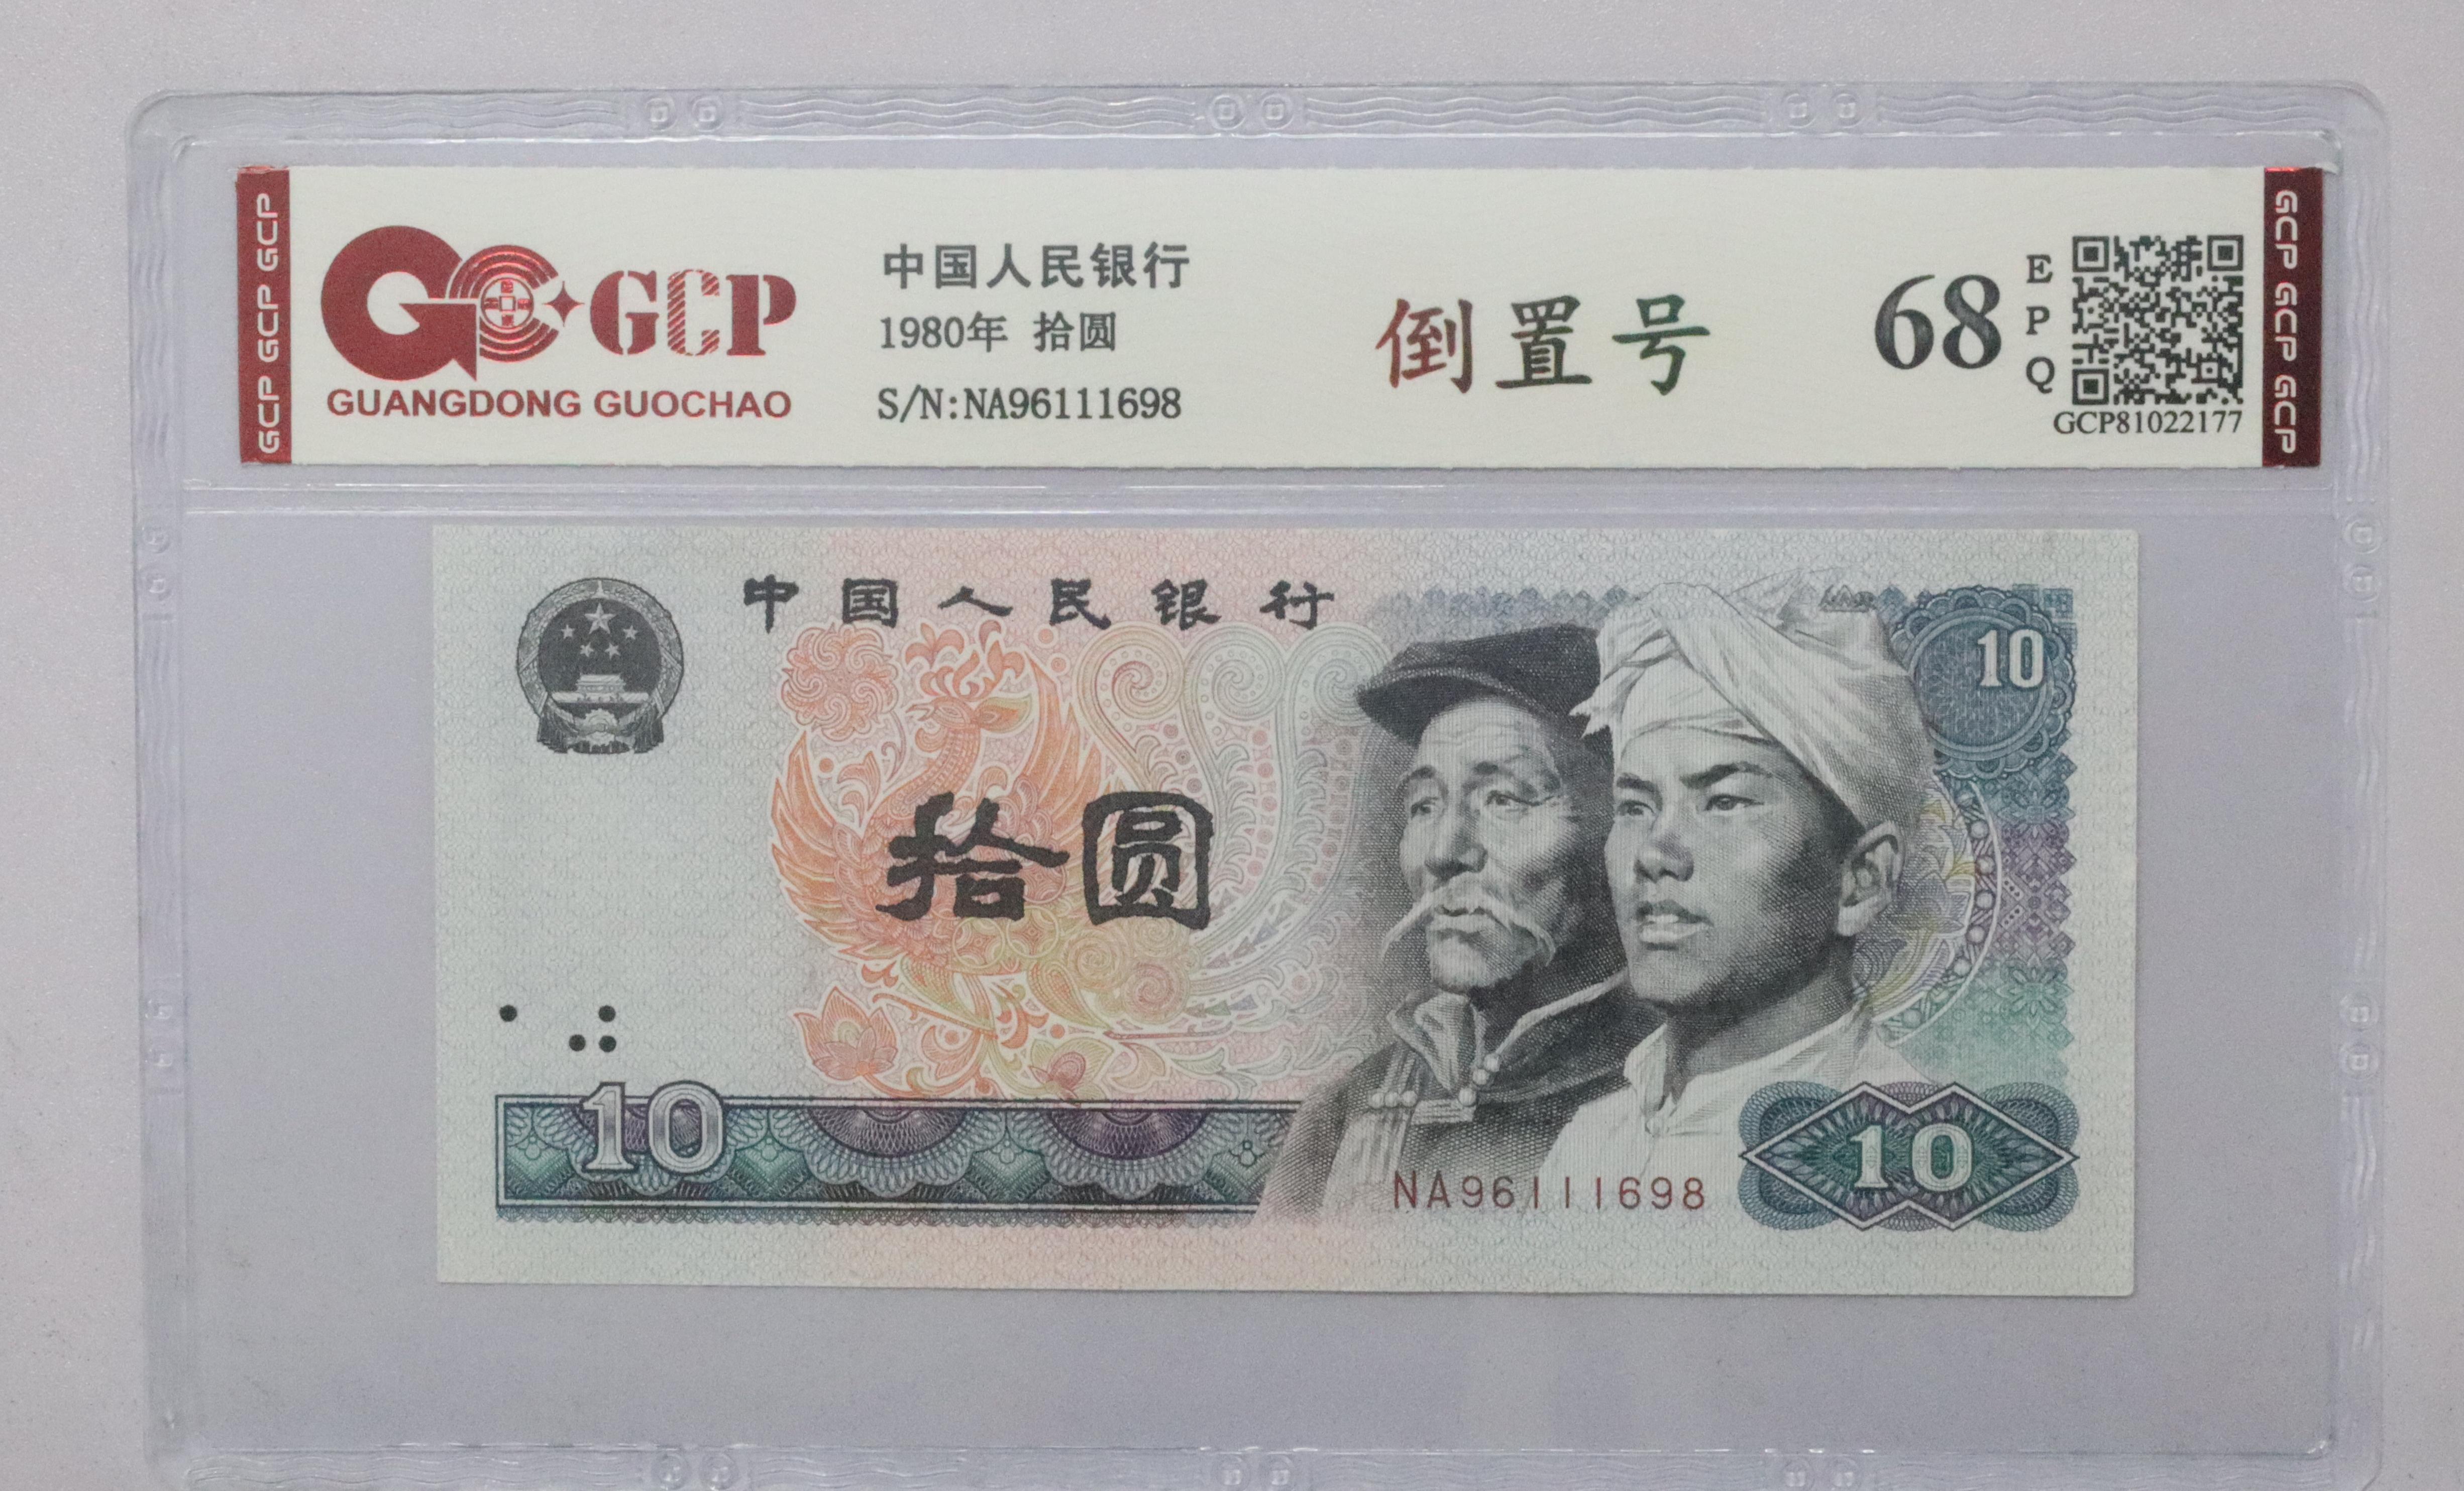 GCP GCP GCP
GCP
GUANGDONG GUOCHAO
中国人民银行
1980年 拾圆
S/N:NA96111698
倒置号
68
E
P
Q
GCP81022177
GCP GCP GCP
中国人民银行
10
拾圆
10
10
NA96111698